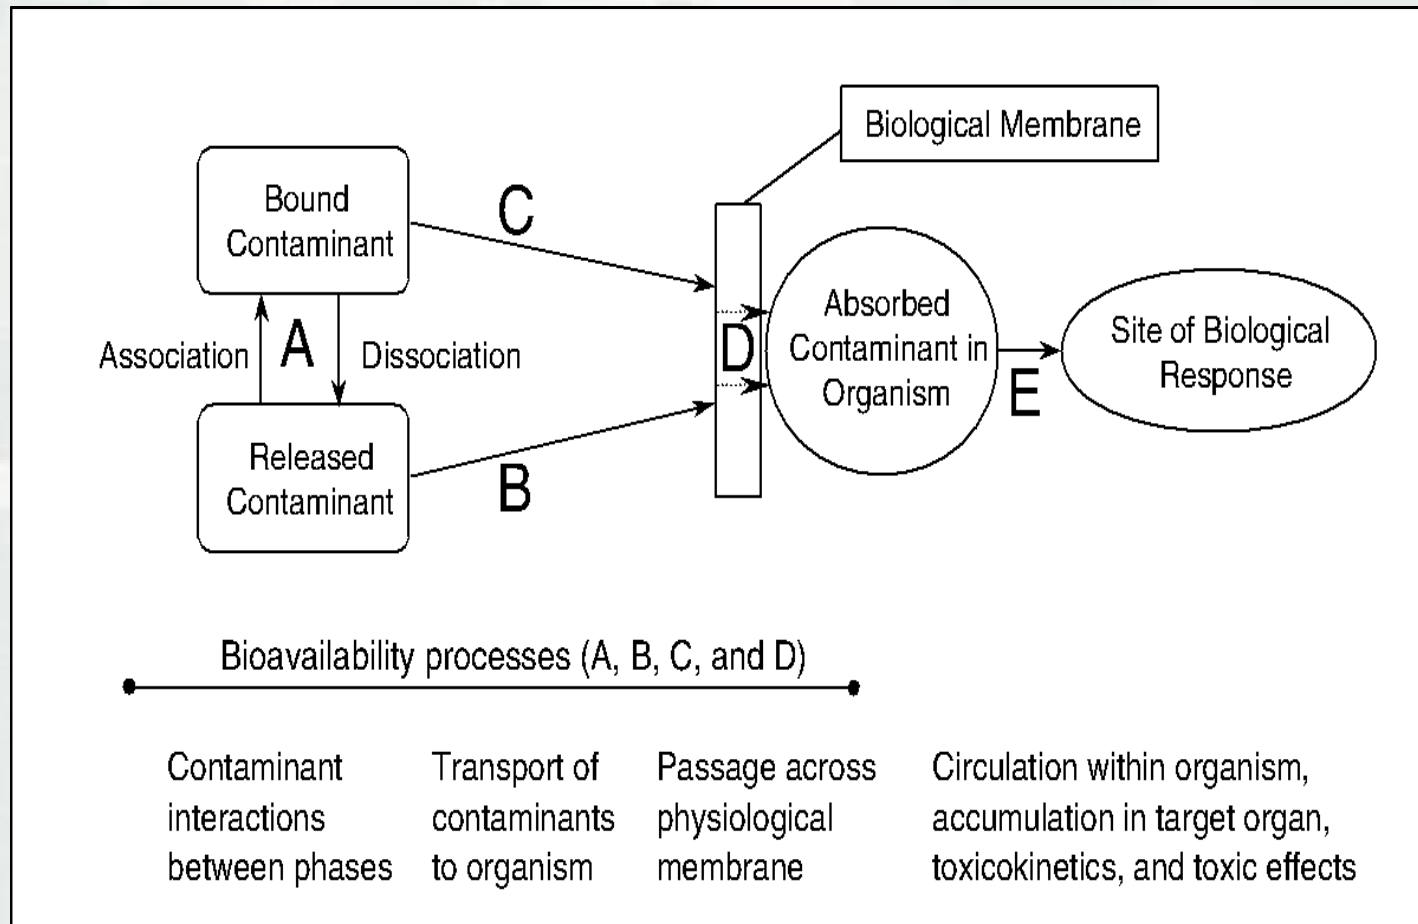 Biological Membrane
Bound
Contaminant
C
Association
A
Dissociation
Released
Contaminant
B
D
Absorbed
Contaminant in
Organism
E
Site of Biological
Response
Bioavailability processes (A, B, C, and D)
Contaminant
interactions
between phases
Transport of
contaminants
to organism
Passage across
physiological
membrane
Circulation within organism,
accumulation in target organ,
toxicokinetics, and toxic effects